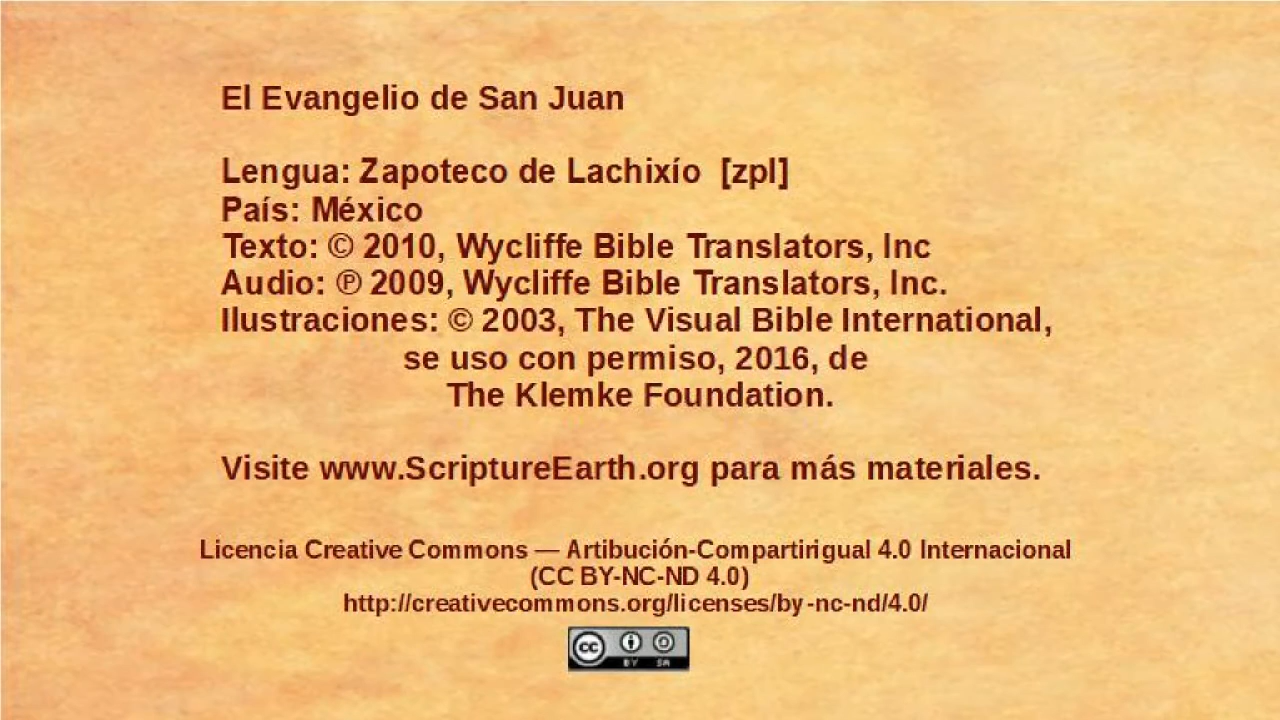 El Evangelio de San Juan
Lengua: Zapoteco de Lachixío [zpl]
País: México
Texto: © 2010, Wycliffe Bible Translators, Inc
Audio: ℗ 2009, Wycliffe Bible Translators, Inc.
Ilustraciones: © 2003, The Visual Bible International,
se uso con permiso, 2016, de
The Klemke Foundation.
Visite www.ScriptureEarth.org para más materiales.
Licencia Creative Commons — Artibución-Compartirigual 4.0 Internacional
(CC BY-NC-ND 4.0)
http://creativecommons.org/licenses/by-nc-nd/4.0/
cc BY SA